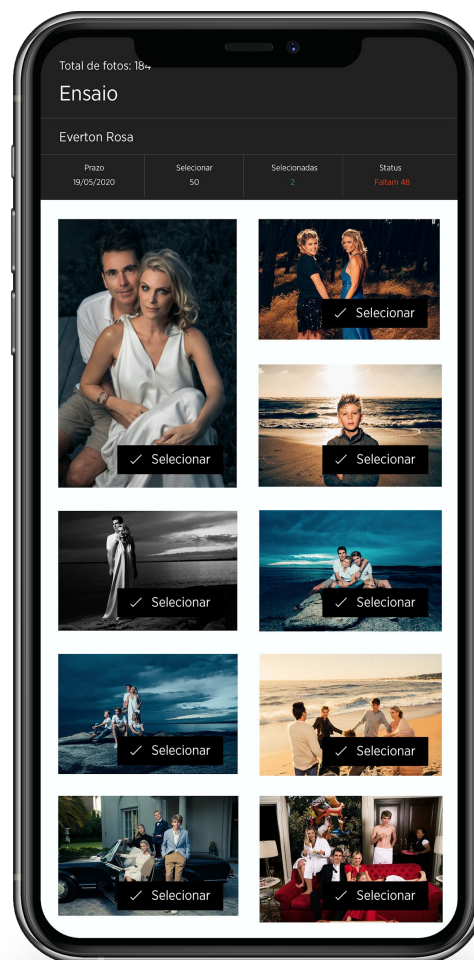 Total de fotos: 184
Ensaio
Everton Rosa
Prazo
19/05/2020
Selecionar
50
Selecionadas
2
Status
Faltam 48
Selecionar
Selecionar
Selecionar
Selecionar
Selecionar
Selecionar
Selecionar
Selecionar
Selecionar